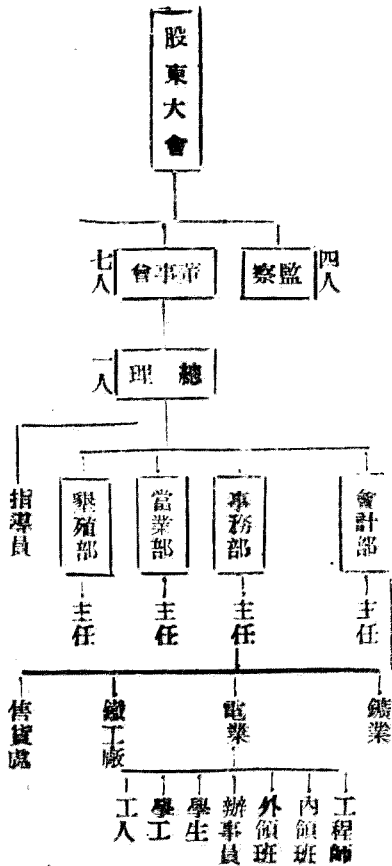 股東大會
監察
四人
董事會
七人
總理
一人
會計部
事務部
當業部
墾殖部
指導員
主任
主任
主任
主任
鑛業
電業
鐵工廠
售貨處
工程師
內領班
外領班
辦事員
學生
學工
工人